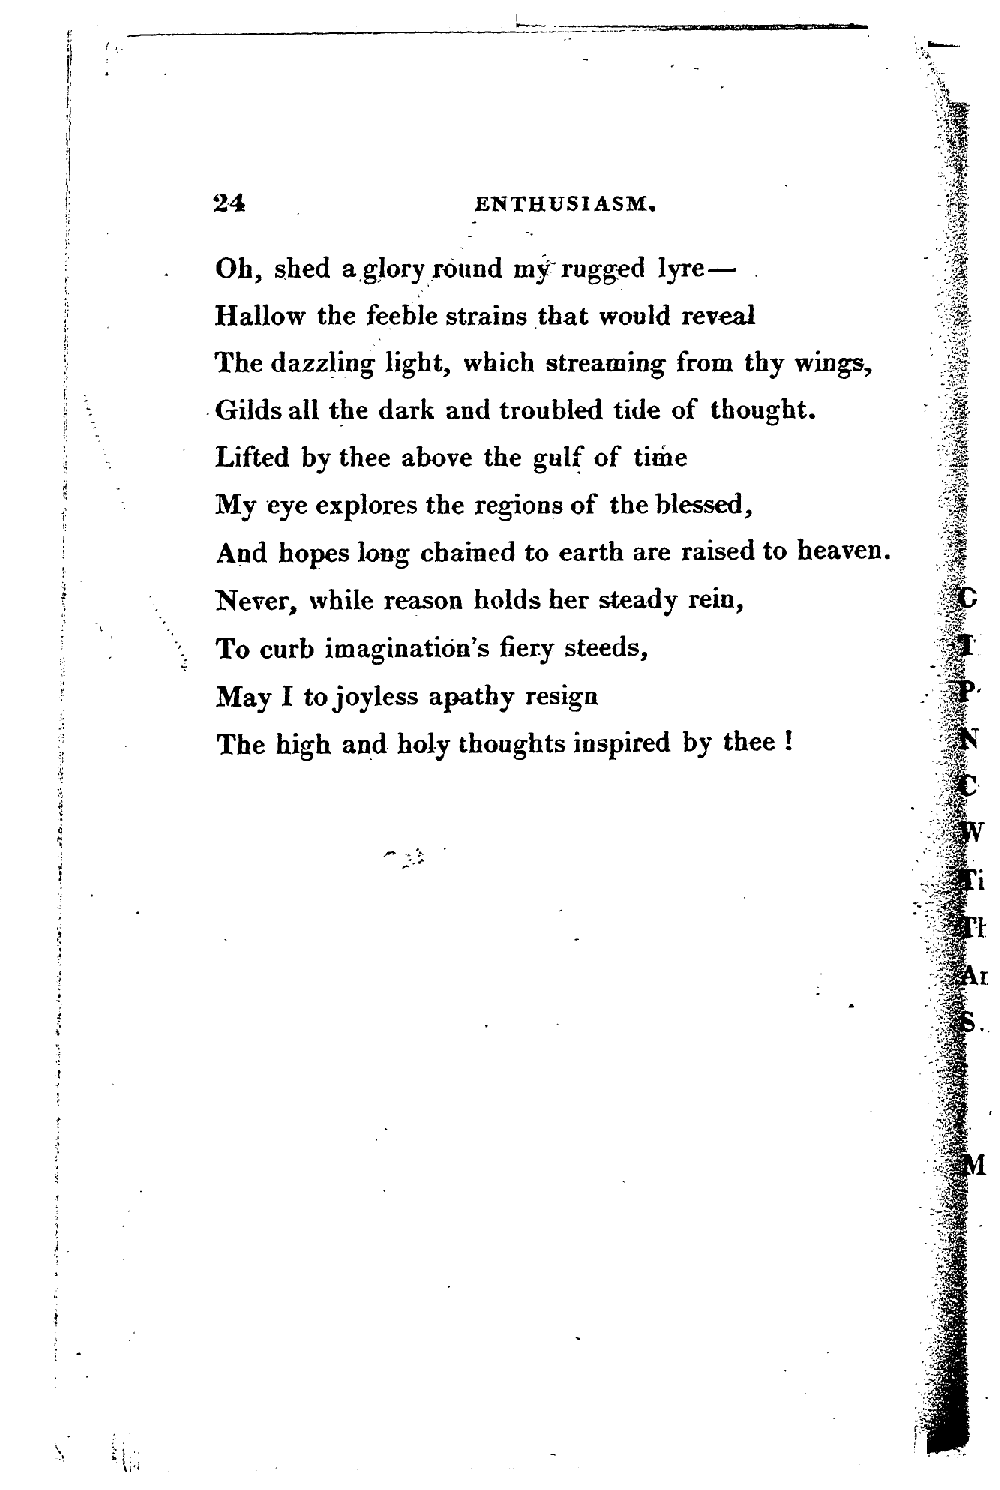 24 ENTHUSIASM.
Oh, shed a glory round my rugged lyre—
Hallow the feeble strains that would reveal
The dazzling light, which streaming from thy wings,
Gilds all the dark and troubled tide of thought.
Lifted by thee above the gulf of time
My eye explores the regions of the blessed,
And hopes long chained to earth are raised to heaven.
Never, while reason holds her steady rein,
To curb imagination's fiery steeds,
May I to joyless apathy resign
The high and holy thoughts inspired by thee !